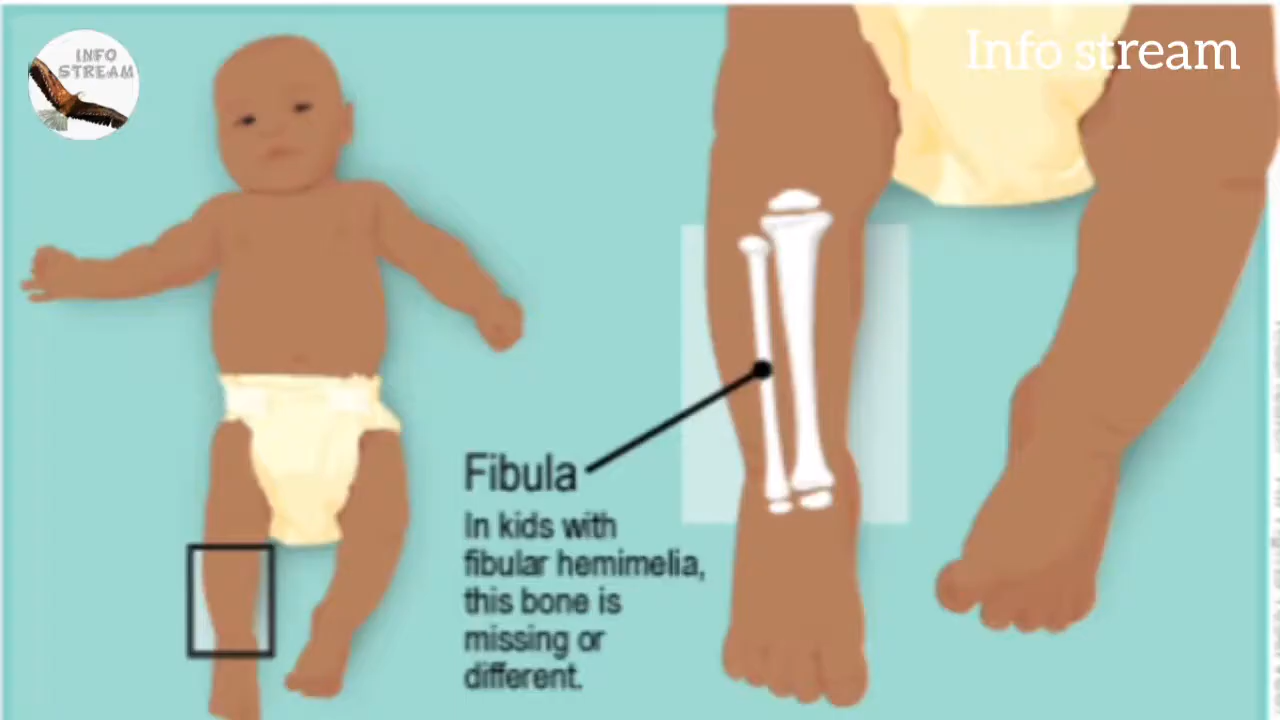 INFO
STREAM
Info stream
Fibula
In kids with
fibular hemimelia,
this bone is
missing or
different.